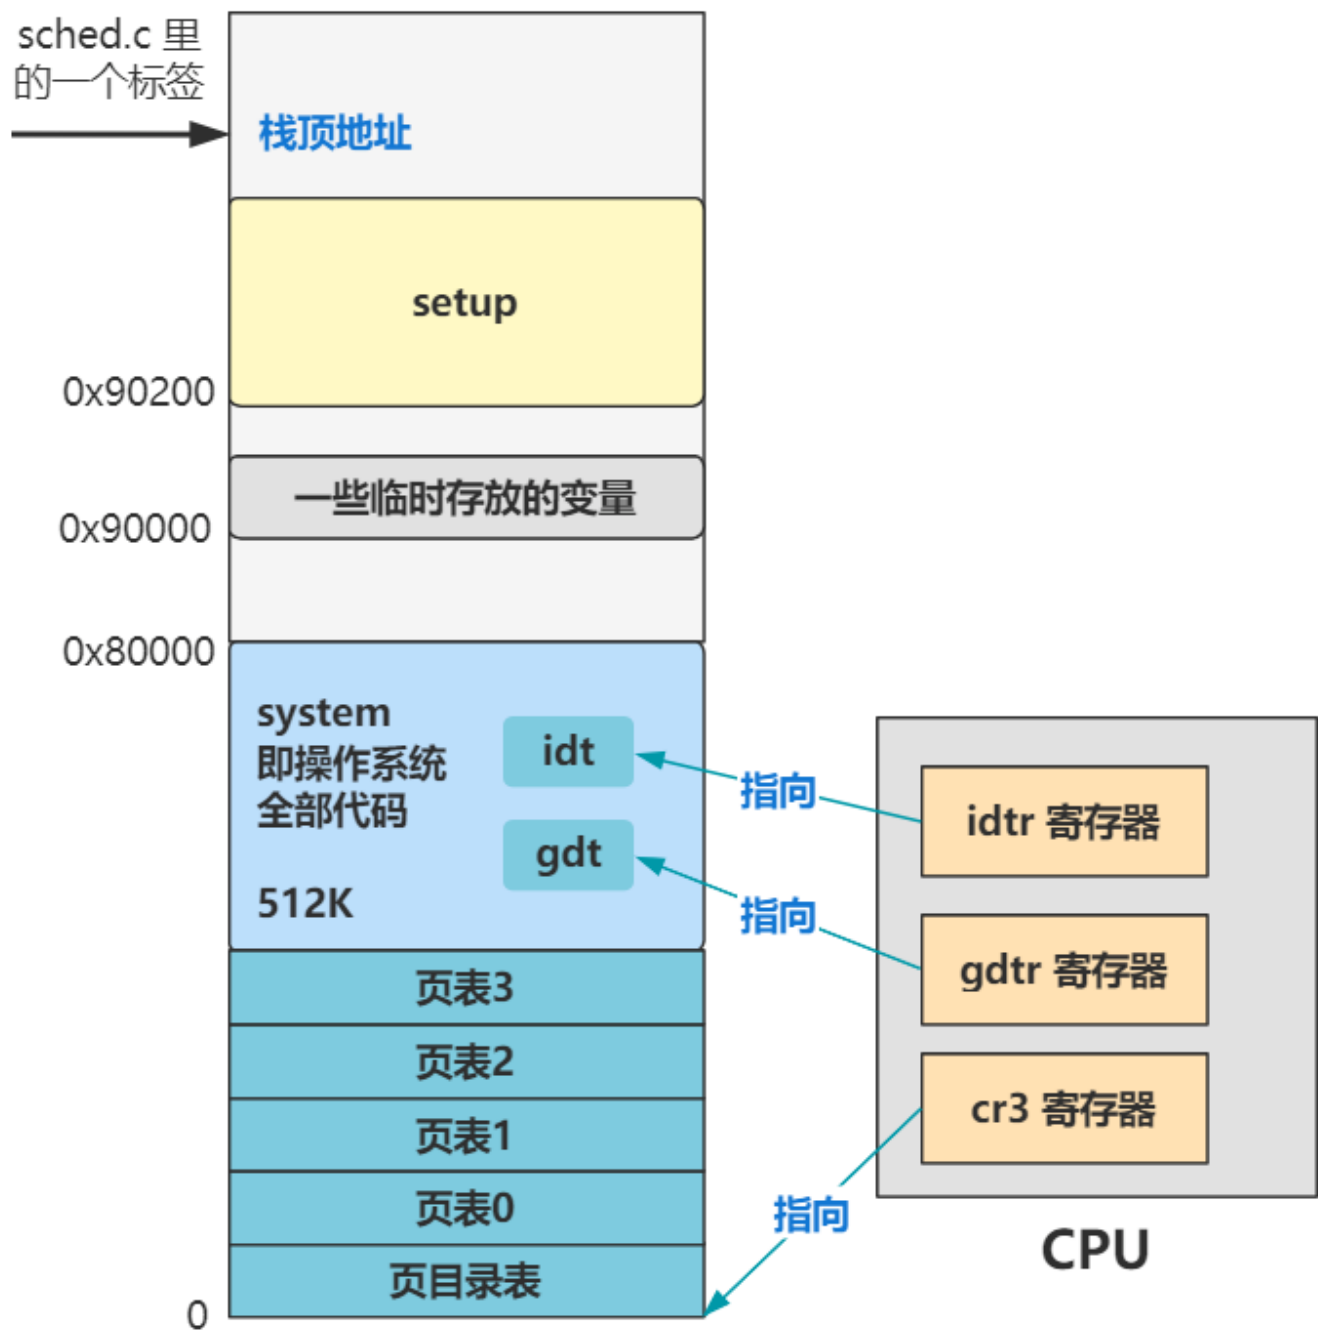 sched.c 里
的一个标签
栈顶地址
setup
0x90200
一些临时存放的变量
0x90000
0x80000
system
即操作系统
全部代码
512K
idt
gdt
指向
指向
idtr 寄存器
gdtr 寄存器
cr3 寄存器
指向
CPU
页表3
页表2
页表1
页表0
页目录表
0